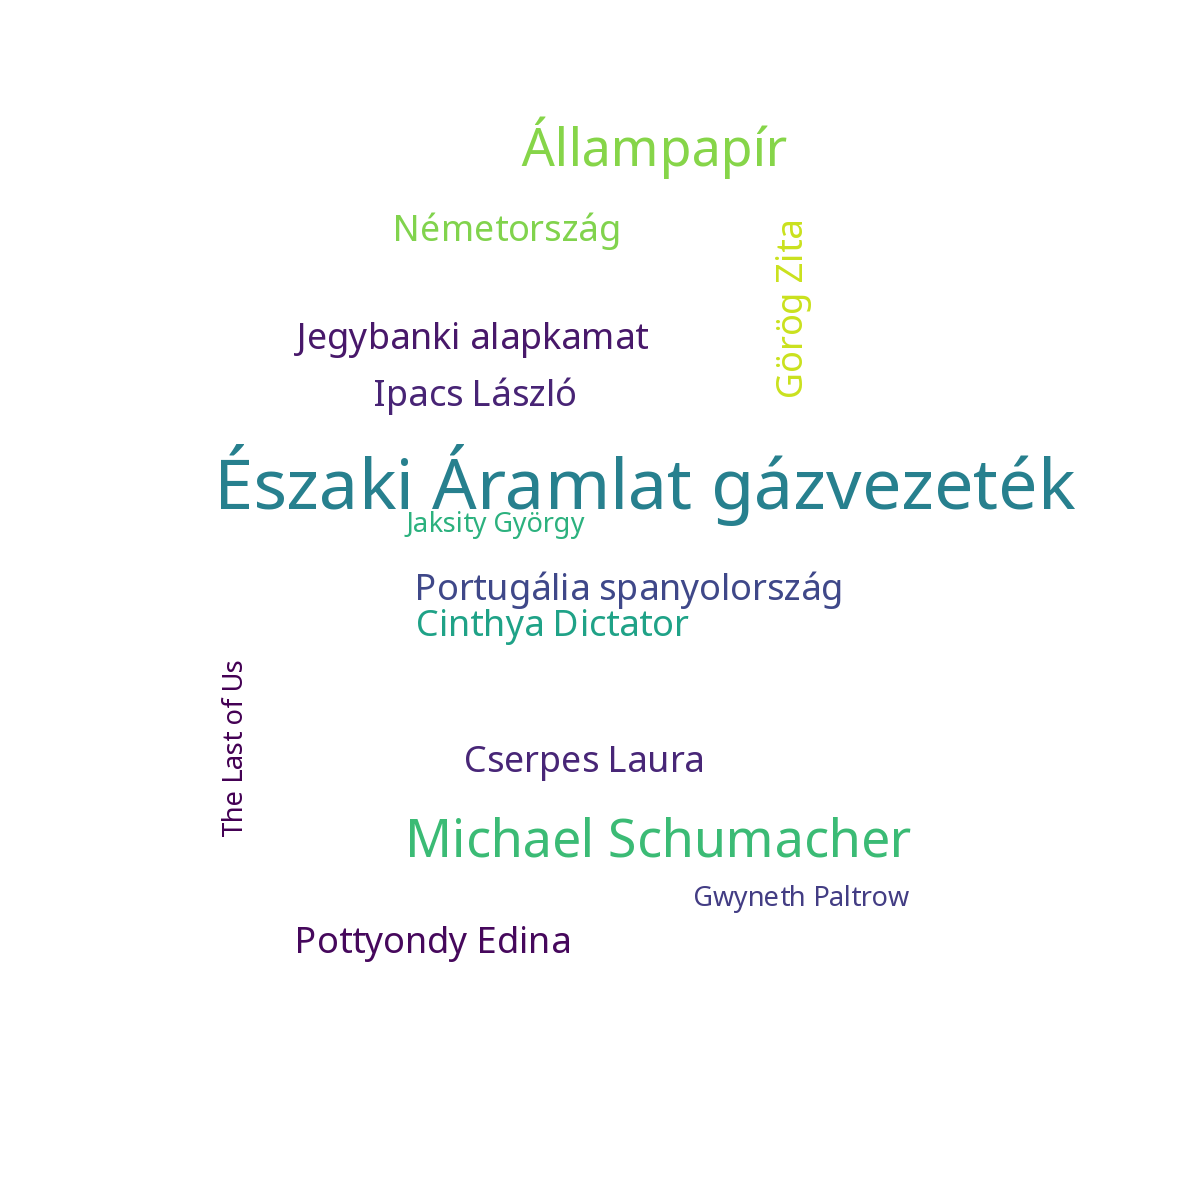 Állampapír
Németország
Görög Zita
Jegybanki alapkamat
Ipacs László
Északi Áramlat gázvezeték
Jaksity György
Portugália spanyolország
Cinthya Dictator
The Last of Us
Cserpes Laura
Michael Schumacher
Gwyneth Paltrow
Pottyondy Edina